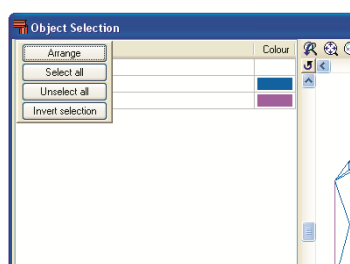 Object Selection
Arrange
Colour
Select all
Unselect all
Invert selection